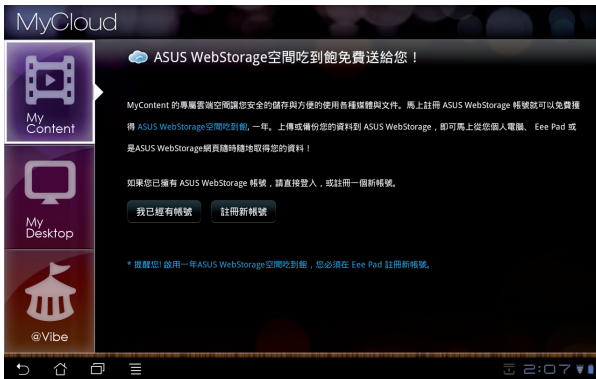 MyCloud
My
Content
My
Desktop
@Vibe
ASUS WebStorage空間吃到飽免費送給您！
MyContent 的專屬雲端空間讓您安全的儲存與方便的使用各種媒體與文件。馬上註冊 ASUS WebStorage 帳號就可以免費獲
得 ASUS WebStorage空間吃到飽, 一年。上傳或備份您的資料到 ASUS WebStorage，即可馬上從您個人電腦、 Eee Pad 或
是ASUS WebStorage網頁隨時隨地取得您的資料！
如果您已擁有 ASUS WebStorage 帳號，請直接登入，或註冊一個新帳號。
我已經有帳號
註冊新帳號
* 提醒您! 啟用一年ASUS WebStorage空間吃到飽，您必須在 Eee Pad 註冊新帳號。
2:07